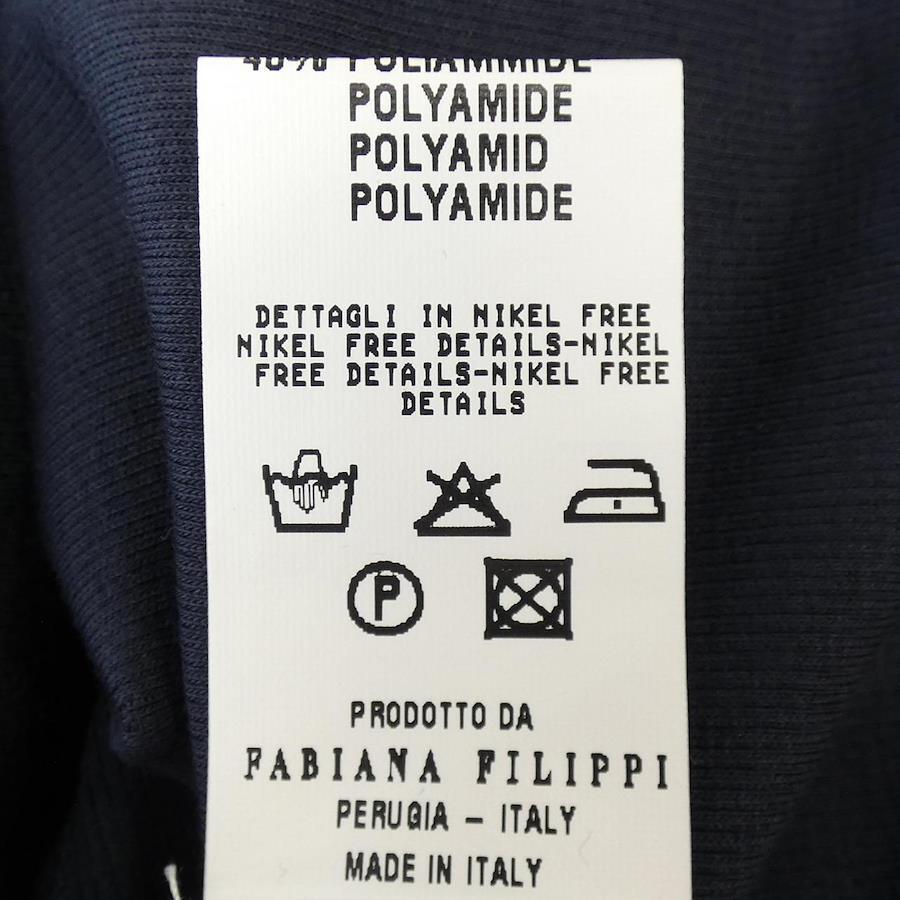 POLIAMMIDE
POLYAMIDE
POLYAMID
POLYAMIDE
DETTAGLI IN NIKEL FREE
NIKEL FREE DETAILS-NIKEL
FREE DETAILS-NIKEL FREE
DETAILS
P
PRODOTTO DA
FABIANA FILIPPI
PERUGIA – ITALY
MADE IN ITALY